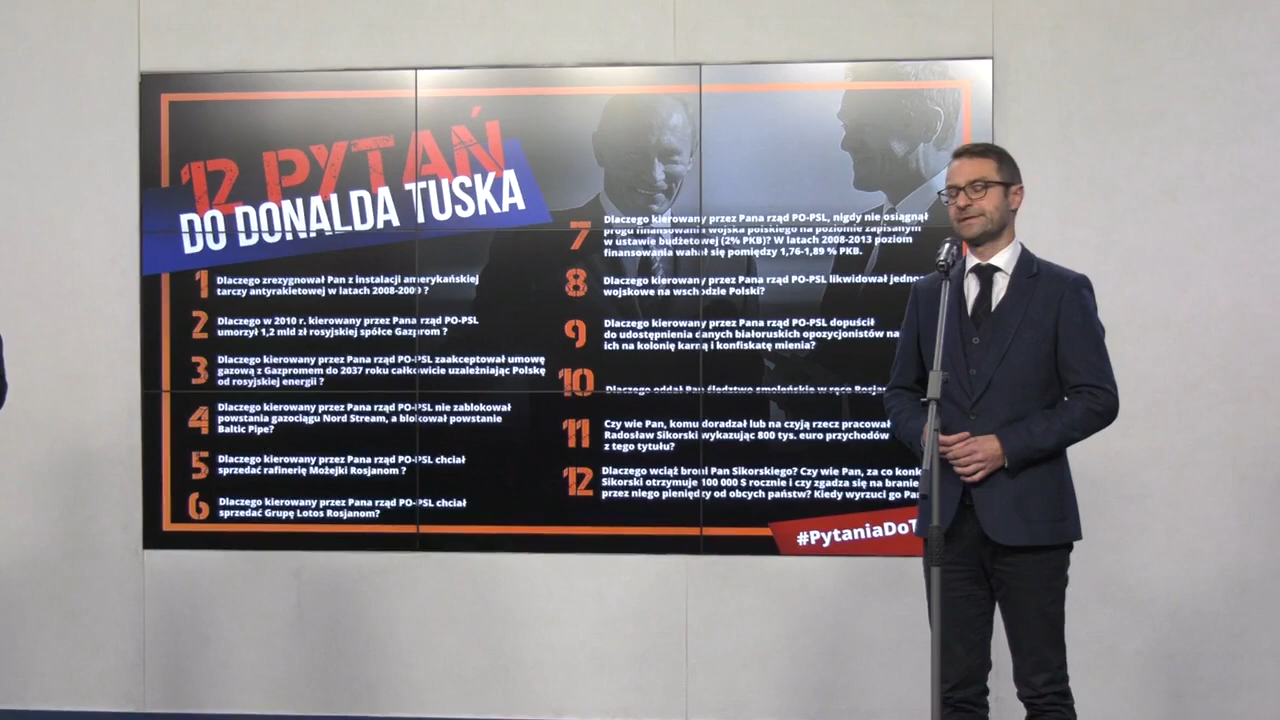 12 PYTAŃ
DO DONALDA TUSKA
1 Dlaczego zrezygnował Pan z instalacji amerykańskiej
tarczy antyrakietowej w latach 2008-2009 ?
2 Dlaczego w 2010 r. kierowany przez Pana rząd PO-PSL
umorzył 1,2 mld zł rosyjskiej spółce Gazprom ?
3 Dlaczego kierowany przez Pana rząd PO-PSL zaakceptował umowę
gazową z Gazpromem do 2037 roku całkowicie uzależniając Polskę
od rosyjskiej energii ?
4 Dlaczego kierowany przez Pana rząd PO-PSL nie zablokował
powstania gazociągu Nord Stream, a blokował powstanie
Baltic Pipe?
5 Dlaczego kierowany przez Pana rząd PO-PSL chciał
sprzedać rafinerię Możejki Rosjanom ?
6 Dlaczego kierowany przez Pana rząd PO-PSL chciał
sprzedać Grupę Lotos Rosjanom?
7 Dlaczego kierowany przez Pana rząd PO-PSL, nigdy nie osiągnął
progu finansowania wojska polskiego na poziomie zapisanym
w ustawie budżetowej (2% PKB)? W latach 2008-2013 poziom
finansowania wahał się pomiędzy 1,76-1,89 % PKB.
8 Dlaczego kierowany przez Pana rząd PO-PSL likwidował
wojskowe na wschodzie Polski?
9 Dlaczego kierowany przez Pana rząd PO-PSL dopuścił
do udostępnienia danych białoruskich opozycjonistów
ich na kolonię karną i konfiskatę mienia?
10 Dlaczego oddał Pan śledztwo smoleńskie w ręce
11 Czy wie Pan, komu doradzał lub na czyją rzecz pracował
Radosław Sikorski wykazując 800 tys. euro przychodów
z tego tytułu?
12 Dlaczego wciąż broni Pan Sikorskiego? Czy wie Pan, za co
Sikorski otrzymuje 100 000 $ rocznie i czy zgadza się na branie
przez niego pieniędzy od obcych państw? Kiedy wyrzuci go
#PytaniaDoT